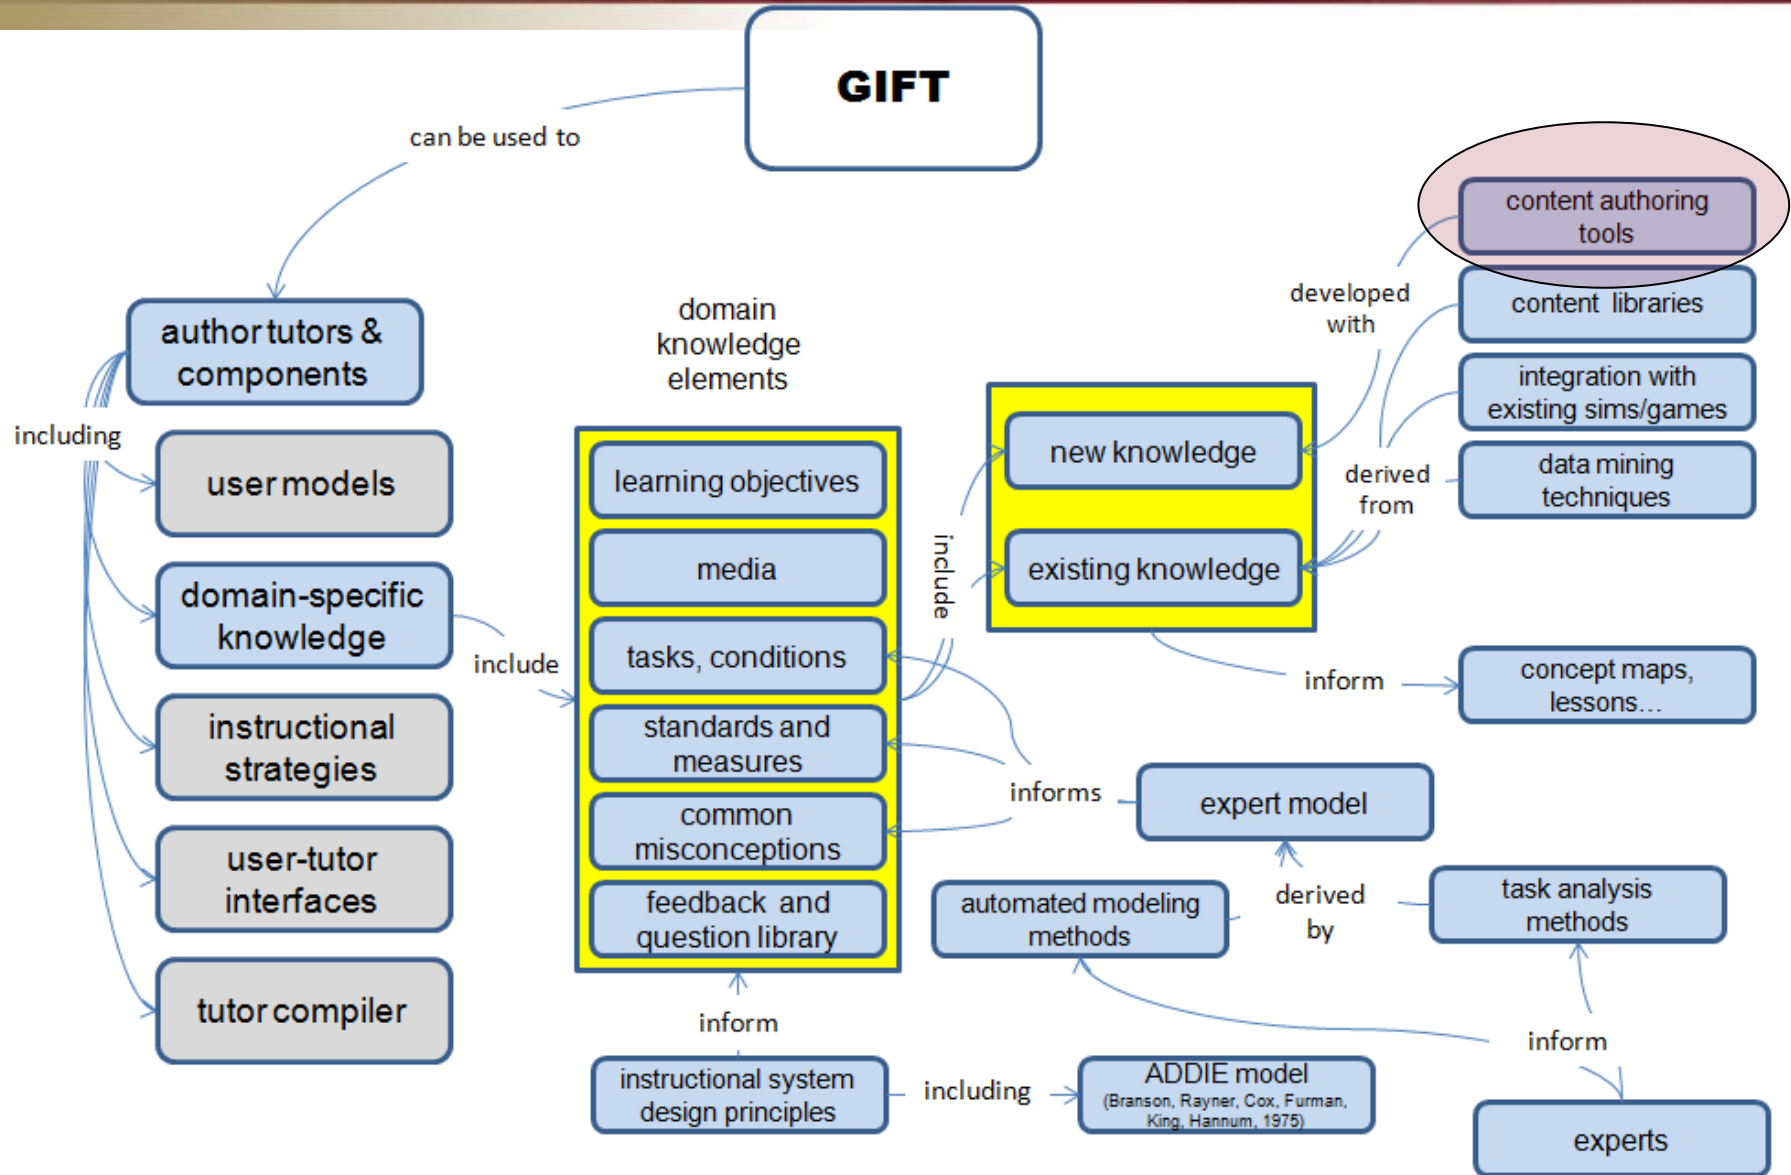 GIFT
can be used to
author tutors &
components
including
user models
domain-specific
knowledge
instructional
strategies
user-tutor
interfaces
tutor compiler
include
domain
knowledge
elements
learning objectives
media
tasks, conditions
standards and
measures
common
misconceptions
feedback and
question library
inform
instructional system
design principles
including
ADDIE model
(Branson, Rayner, Cox, Furman,
King, Hannum, 1975)
include
new knowledge
existing knowledge
developed
with
derived
from
content authoring
tools
content libraries
integration with
existing sims/games
data mining
techniques
inform
concept maps,
lessons...
informs
expert model
derived
by
automated modeling
methods
task analysis
methods
inform
experts